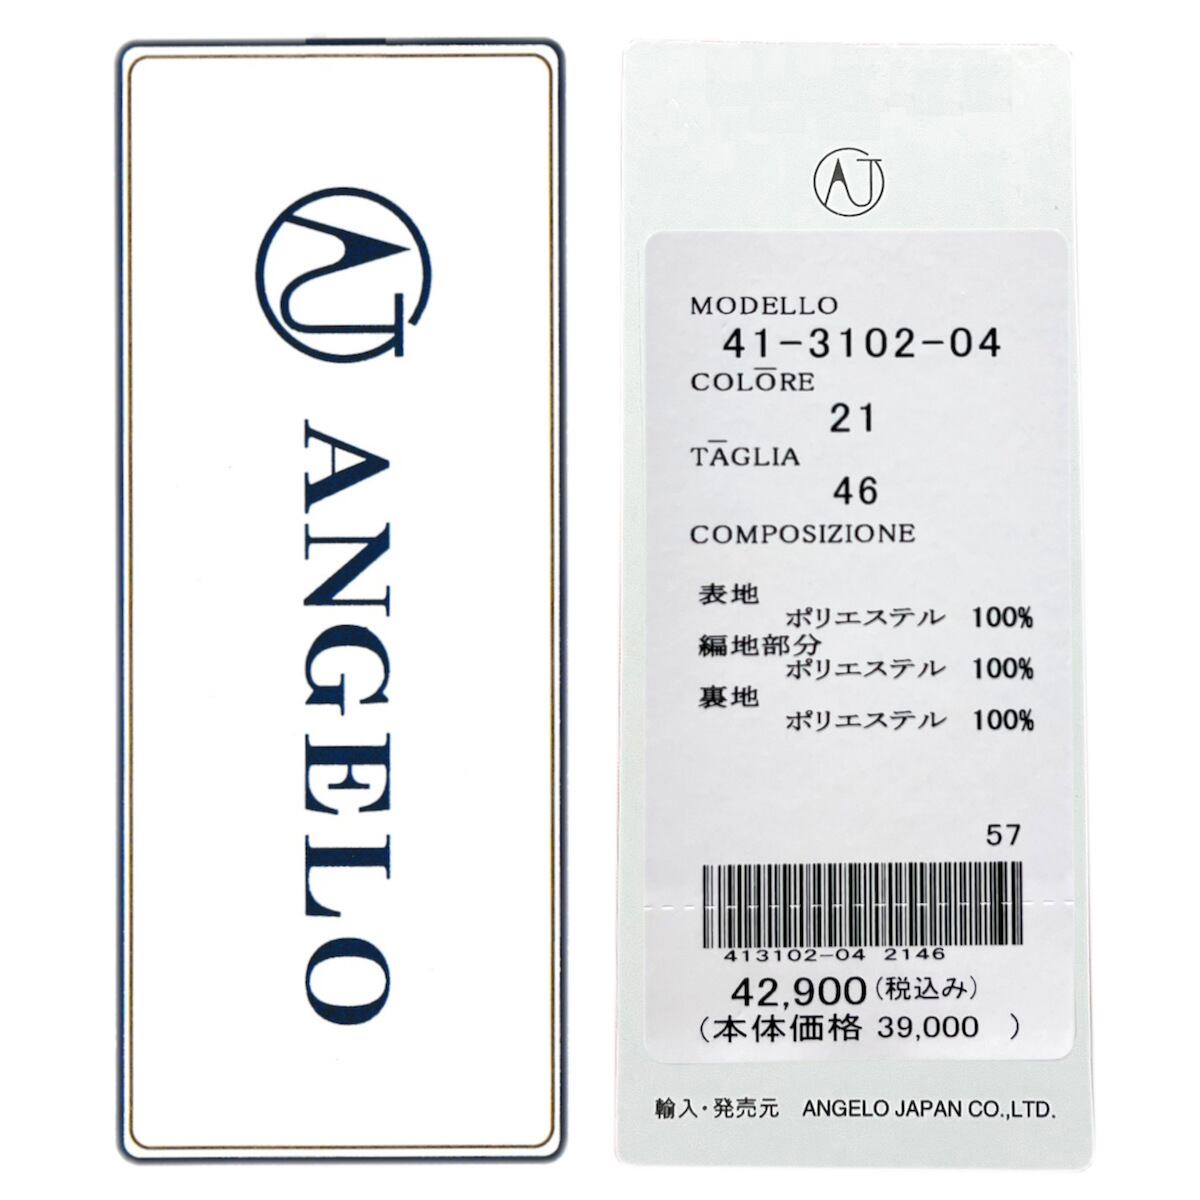 AJ
ANGELO
AJ
MODELLO
41-3102-04
COLŌRE
21
TĀGLIA
46
COMPOSIZIONE
表地
ポリエステル 100%
編地部分
ポリエステル 100%
裏地
ポリエステル 100%
57
413102-04 2146
42,900(税込み)
(本体価格 39,000 )
輸入・発売元 ANGELO JAPAN CO.,LTD.